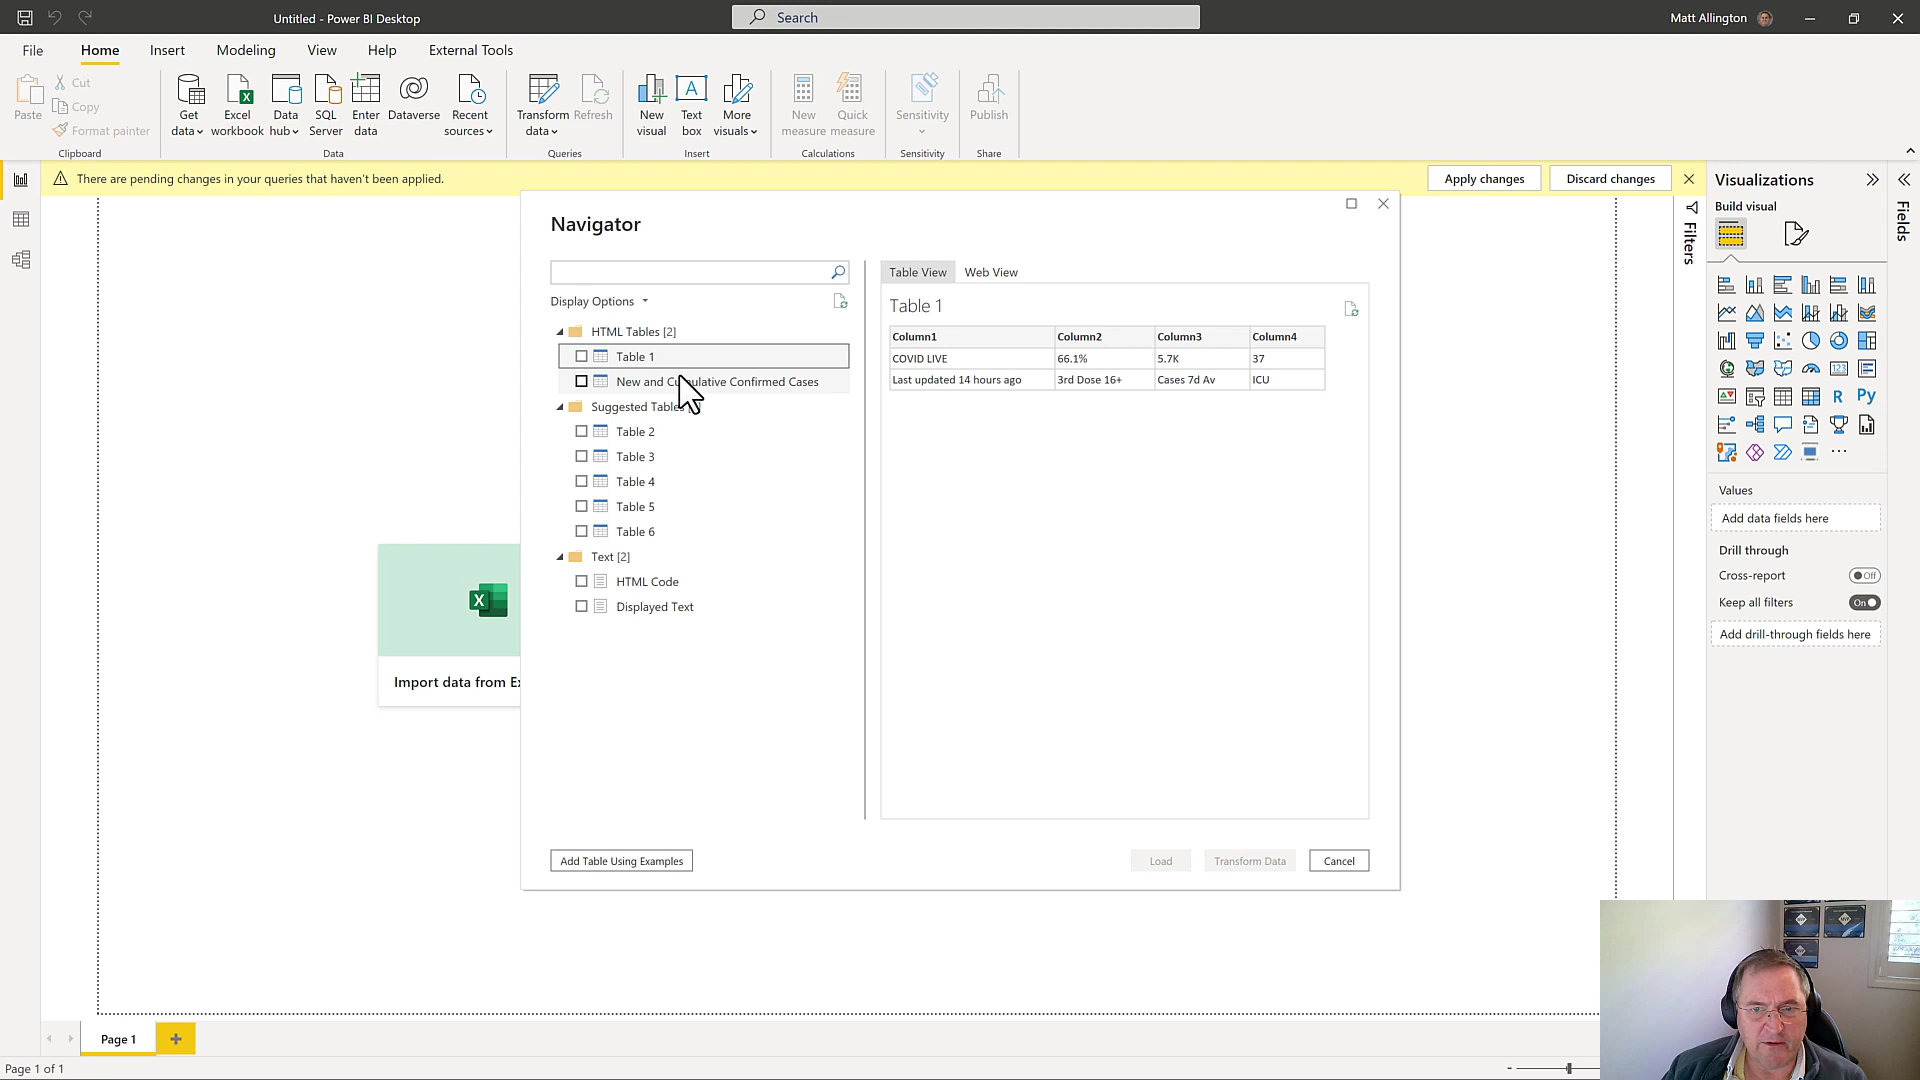 Untitled - Power BI Desktop
Search
Matt Allington
File Home Insert Modeling View Help External Tools
Paste
Cut
Copy
Format painter
Clipboard
Get data
Excel workbook
Data hub
SQL Server
Enter data
Dataverse
Recent sources
Data
Transform data
Refresh
Queries
New visual
Text box
More visuals
Insert
New measure
Quick measure
Calculations
Sensitivity
Sensitivity
Publish
Share
There are pending changes in your queries that haven't been applied.
Apply changes
Discard changes
Navigator
Display Options
HTML Tables [2]
Table 1
New and Cumulative Confirmed Cases
Suggested Tables
Table 2
Table 3
Table 4
Table 5
Table 6
Text [2]
HTML Code
Displayed Text
Add Table Using Examples
Table View Web View
Table 1
Column1 Column2 Column3 Column4
COVID LIVE 66.1% 5.7K 37
Last updated 14 hours ago 3rd Dose 16+ Cases 7d Av ICU
Load
Transform Data
Cancel
Import data from Ex
Filters
Visualizations
Build visual
123
R
Py
Values
Add data fields here
Drill through
Cross-report Off
Keep all filters On
Add drill-through fields here
Fields
Page 1
Page 1 of 1